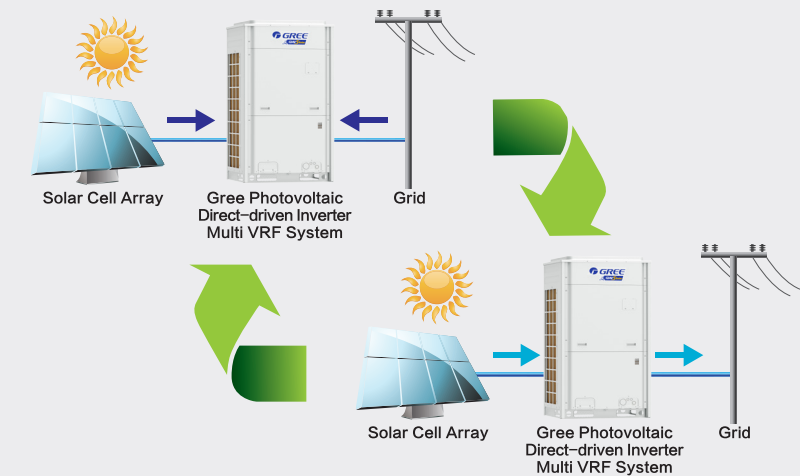 GREE
Solar Cell Array
Gree Photovoltaic
Direct-driven Inverter
Multi VRF System
Grid
GREE
Solar Cell Array
Gree Photovoltaic
Direct-driven Inverter
Multi VRF System
Grid